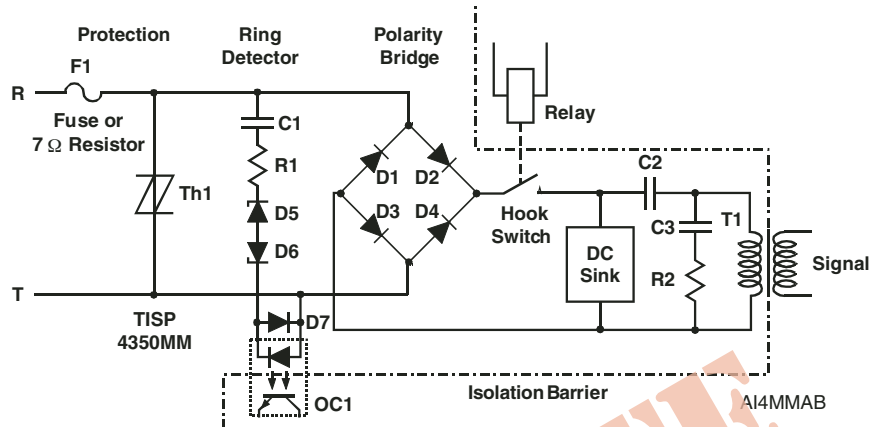 Protection
Ring
Detector
Polarity
Bridge
F1
R
Relay
Fuse or
7 Ω Resistor
C1
R1
Th1
D1
D2
D3
D4
D5
D6
Hook
Switch
C2
C3
T1
DC
Sink
R2
Signal
T
TISP
4350MM
D7
OC1
Isolation Barrier
AI4MMAB